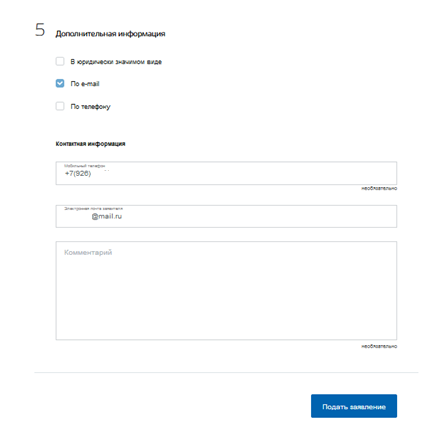 5 Дополнительная информация
В юридически значимом виде
По e-mail
По телефону
Контактная информация
Мобильный телефон
+7(926)
необязательно
Электронная почта заявителя
@mail.ru
Комментарий
необязательно
Подать заявление